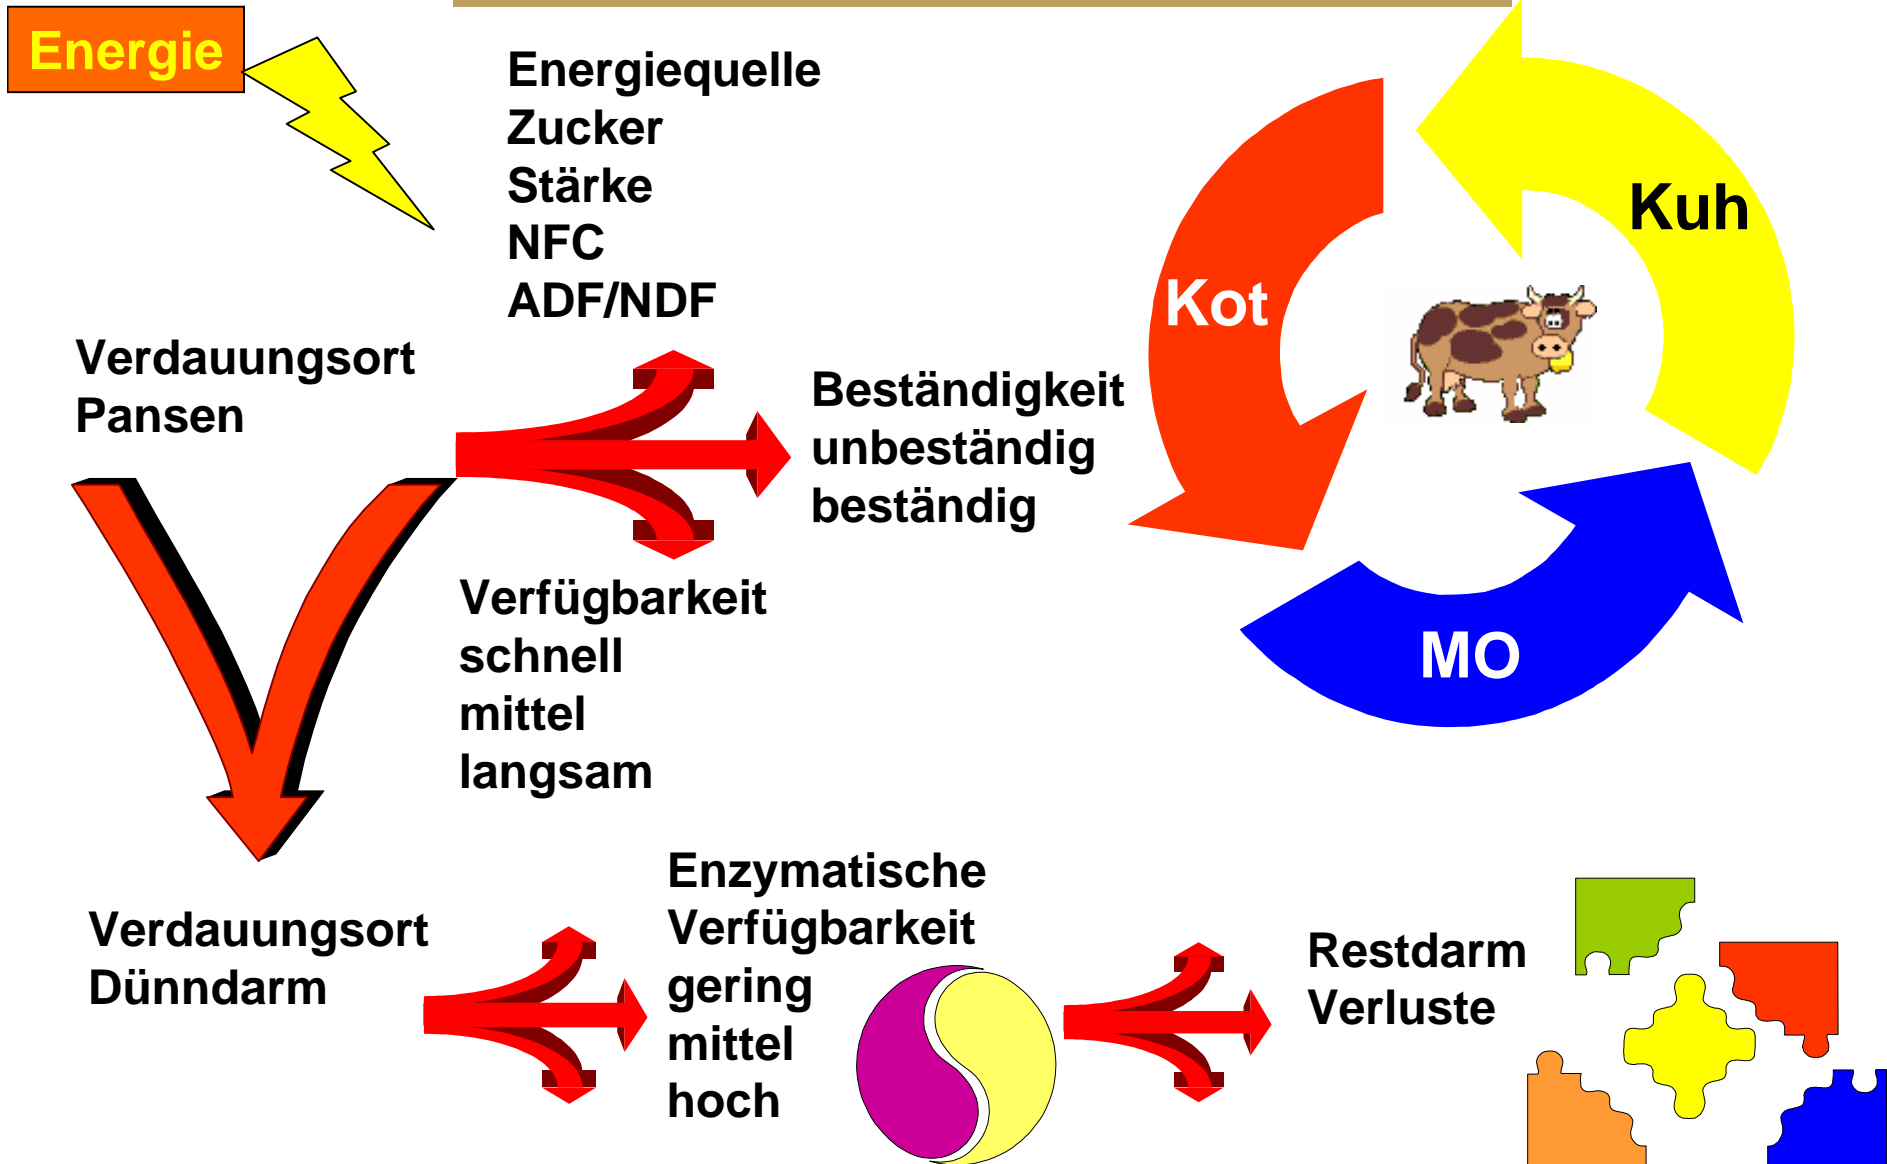 Energie
Energiequelle
Zucker
Stärke
NFC
ADF/NDF
Verdauungsort
Pansen
Beständigkeit
unbeständig
beständig
Verfügbarkeit
schnell
mittel
langsam
Kot
Kuh
MO
Verdauungsort
Dünndarm
Enzymatische
Verfügbarkeit
gering
mittel
hoch
Restdarm
Verluste